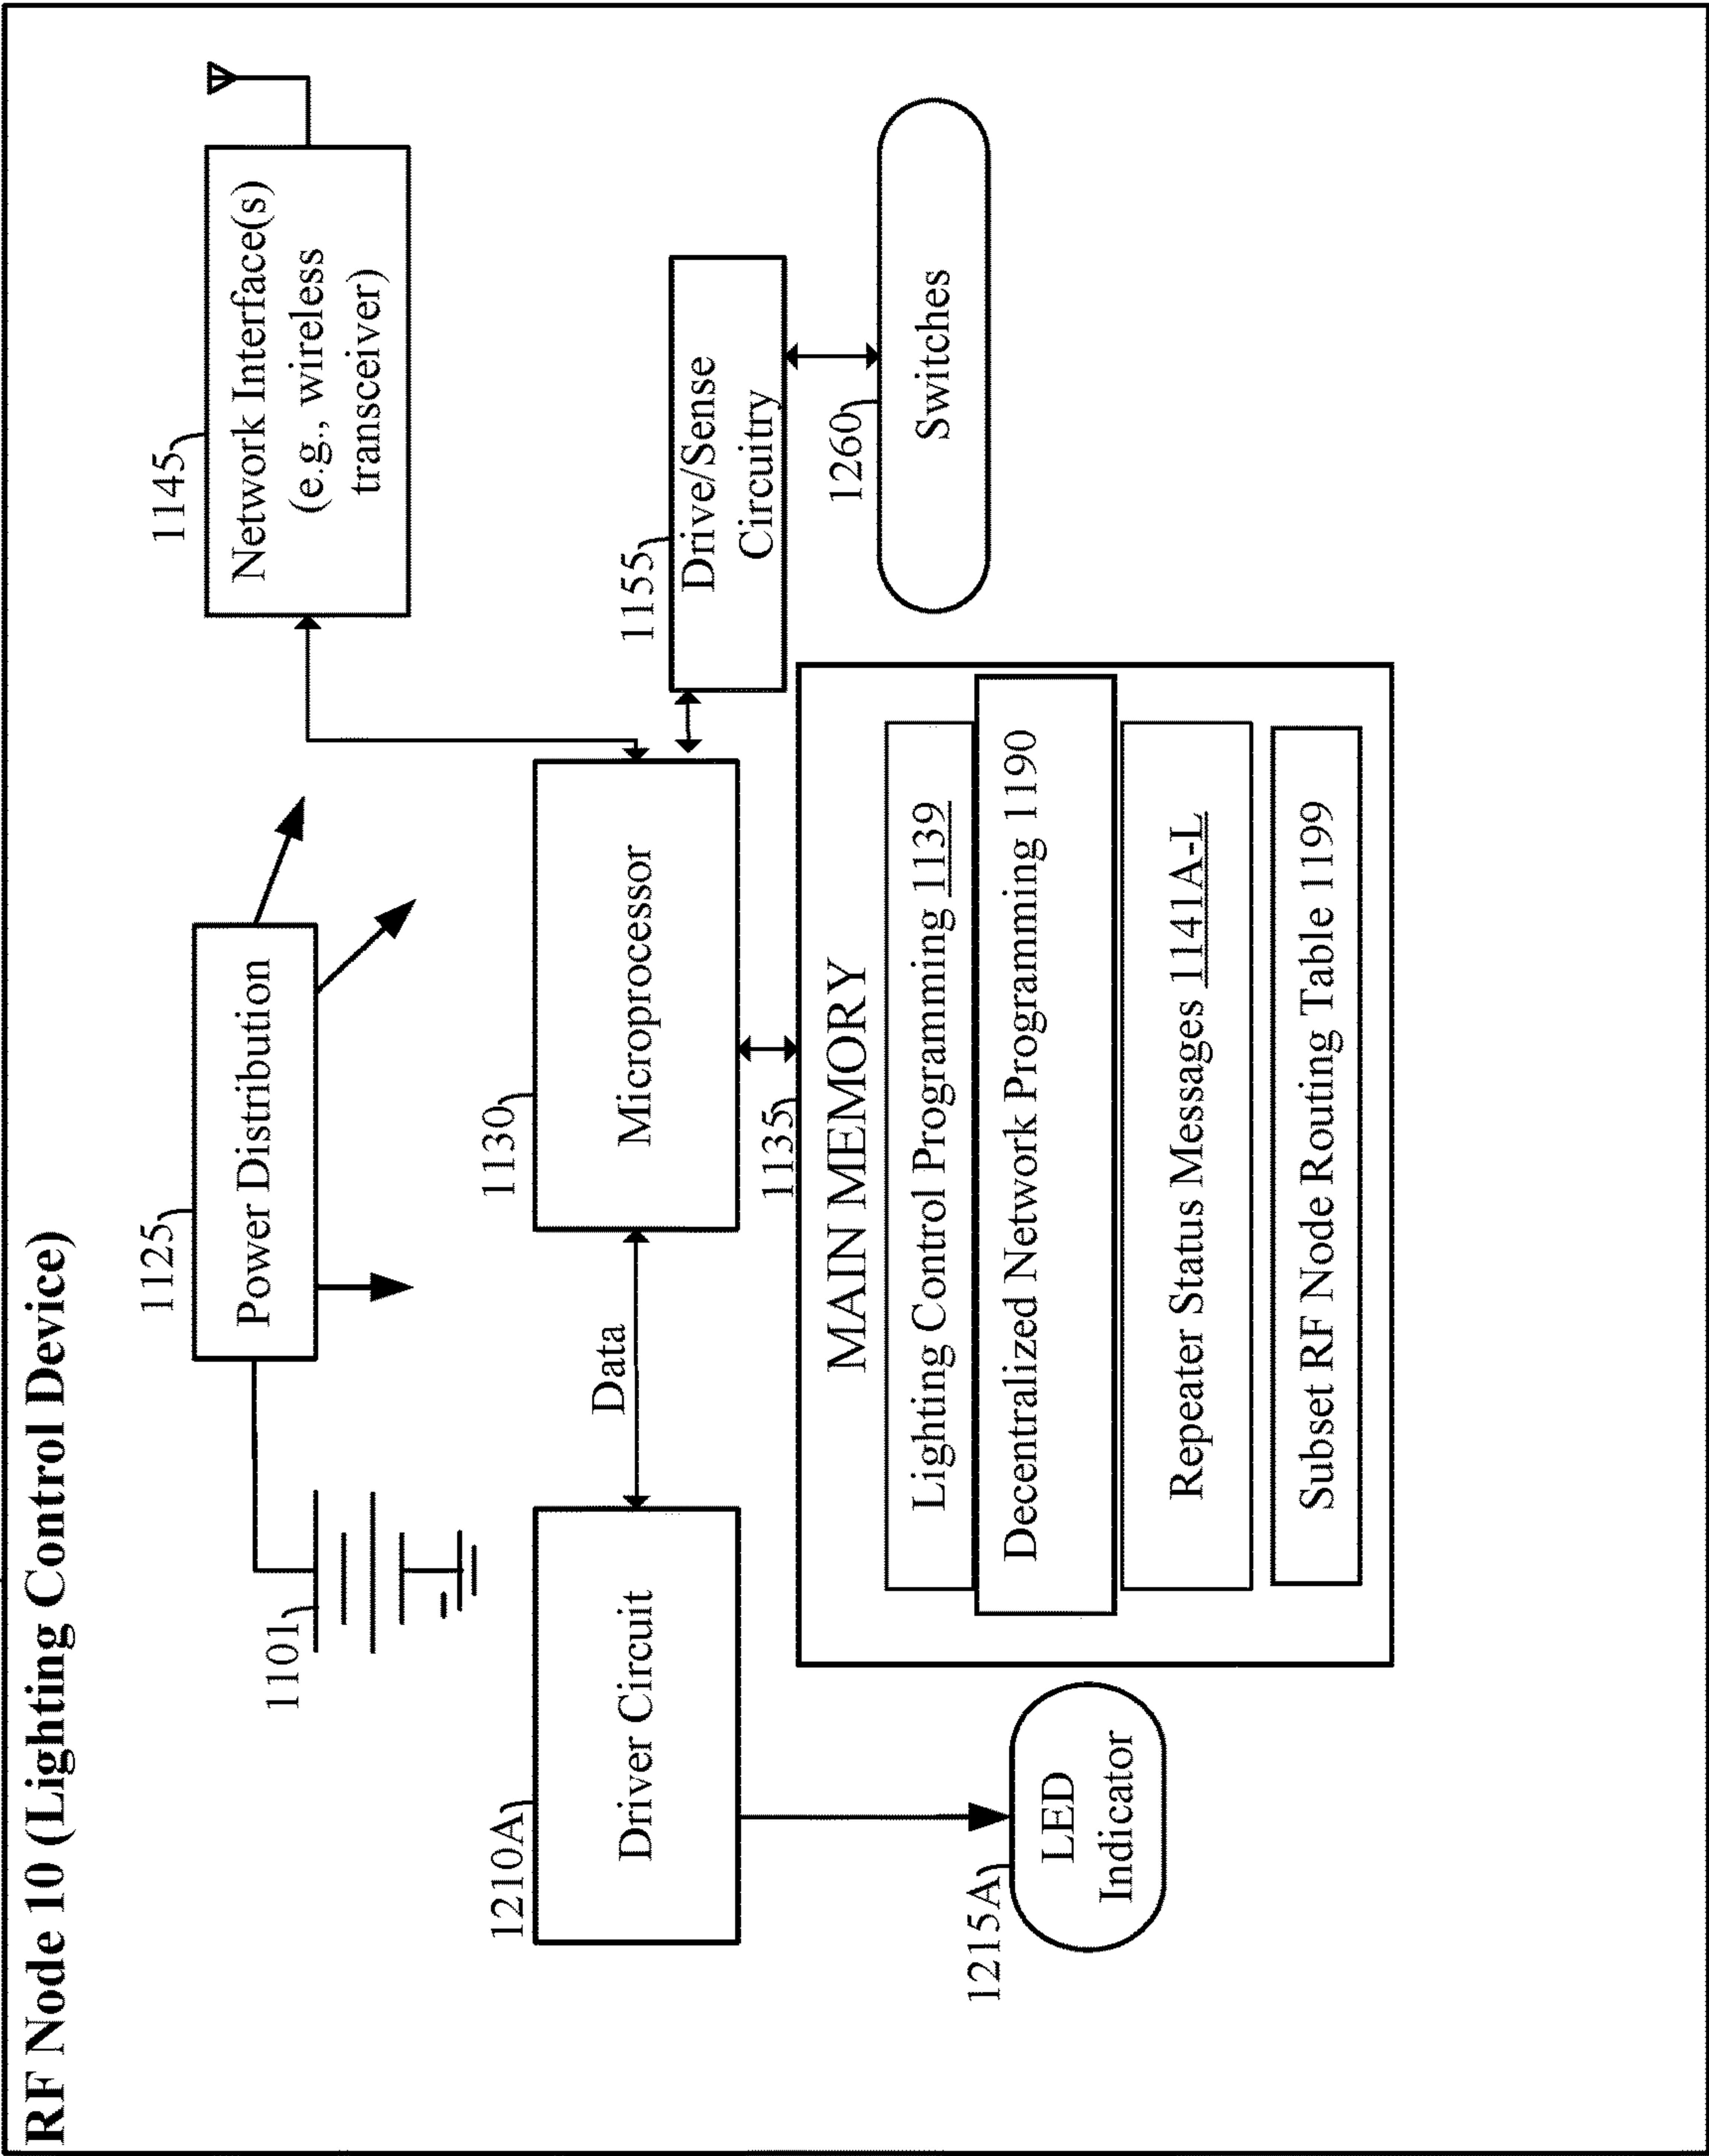 RF Node 10 (Lighting Control Device)
1101
1125
Power Distribution
1145
Network Interface(s)
(e.g., wireless
transceiver)
1210A
Driver Circuit
Data
1130
Microprocessor
1155
Drive/Sense
Circuitry
1260
Switches
1215A
LED
Indicator
1135
MAIN MEMORY
Lighting Control Programming 1139
Decentralized Network Programming 1190
Repeater Status Messages 1141A-L
Subset RF Node Routing Table 1199